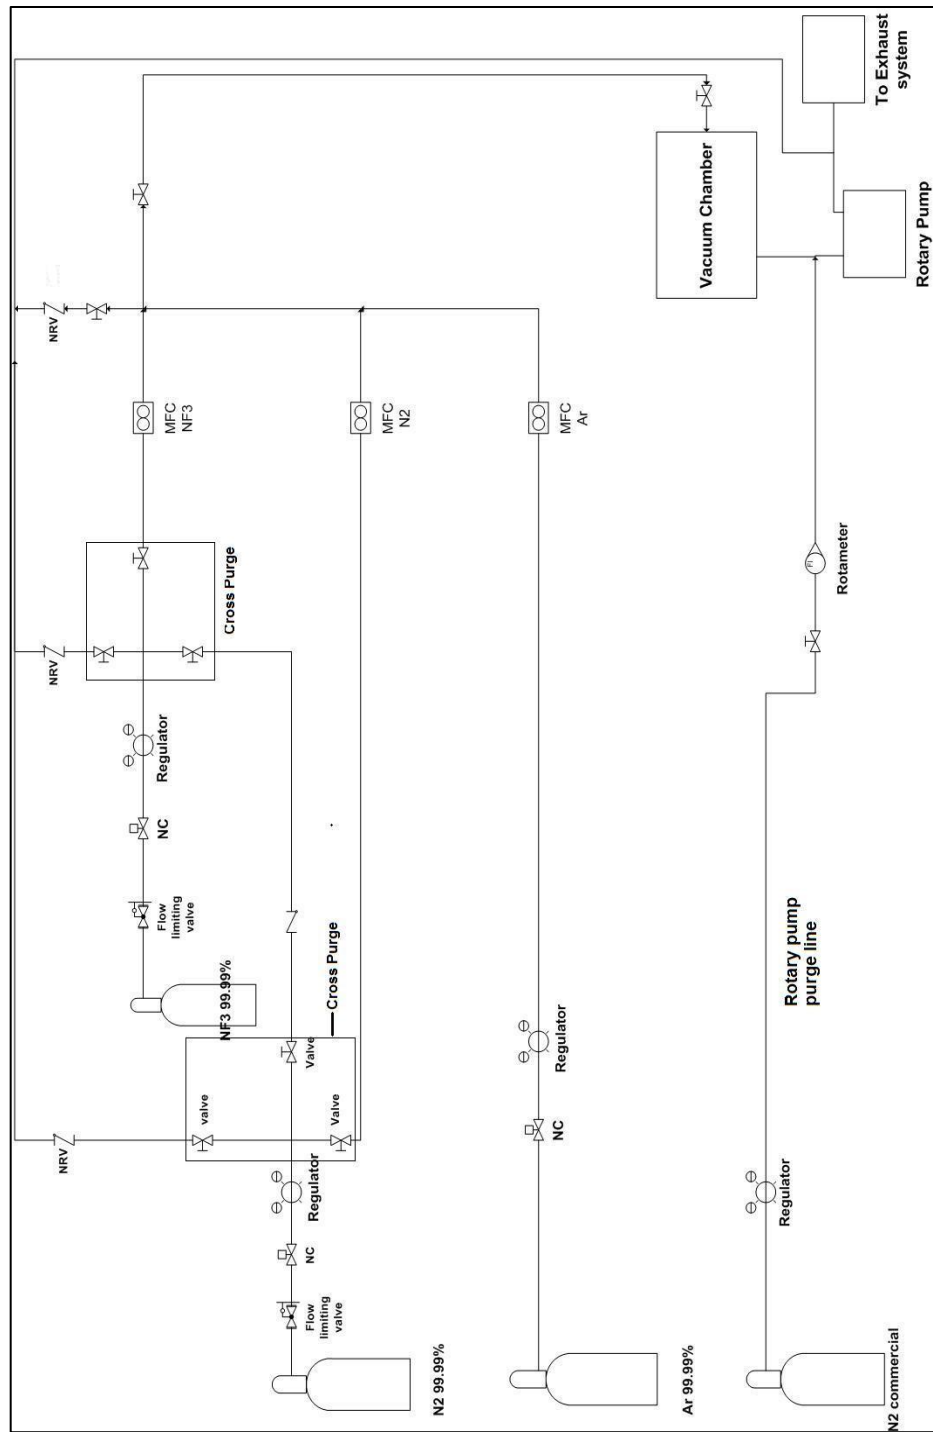 To Exhaust
system
Vacuum Chamber
Rotary Pump
NRV
MFC
NF3
MFC
N2
MFC
Ar
Cross Purge
FI
Rotameter
NRV
Regulator
NC
Flow
limiting
valve
NF3 99.99%
Cross Purge
Valve
valve
Valve
NRV
Regulator
NC
Flow
limiting
valve
N2 99.99%
Regulator
NC
Ar 99.99%
Rotary pump
purge line
Regulator
N2 commercial